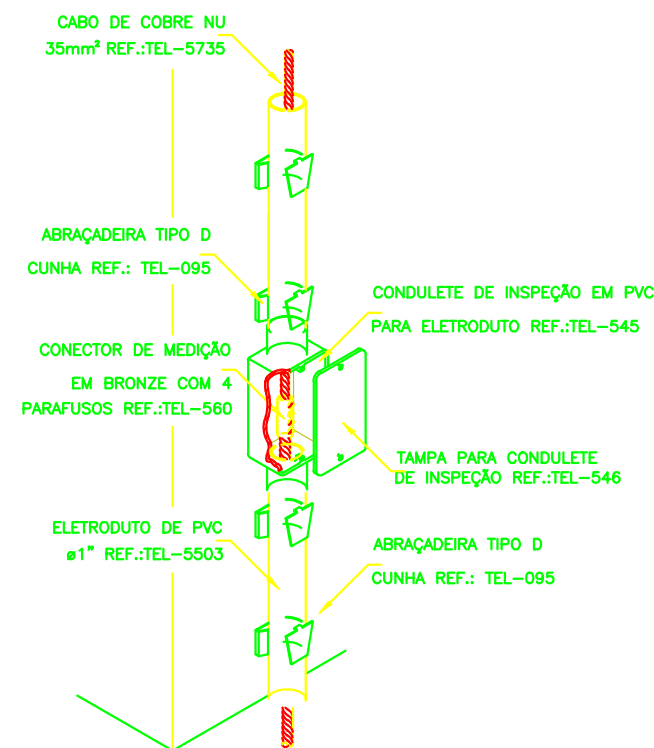 CABO DE COBRE NU
35mm² REF.:TEL-5735
ABRAÇADEIRA TIPO D
CUNHA REF.: TEL-095
CONDULETE DE INSPEÇÃO EM PVC
PARA ELETRODUTO REF.:TEL-545
CONECTOR DE MEDIÇÃO
EM BRONZE COM 4
PARAFUSOS REF.:TEL-560
TAMPA PARA CONDULETE
DE INSPEÇÃO REF.:TEL-546
ELETRODUTO DE PVC
ø1" REF.:TEL-5503
ABRAÇADEIRA TIPO D
CUNHA REF.: TEL-095